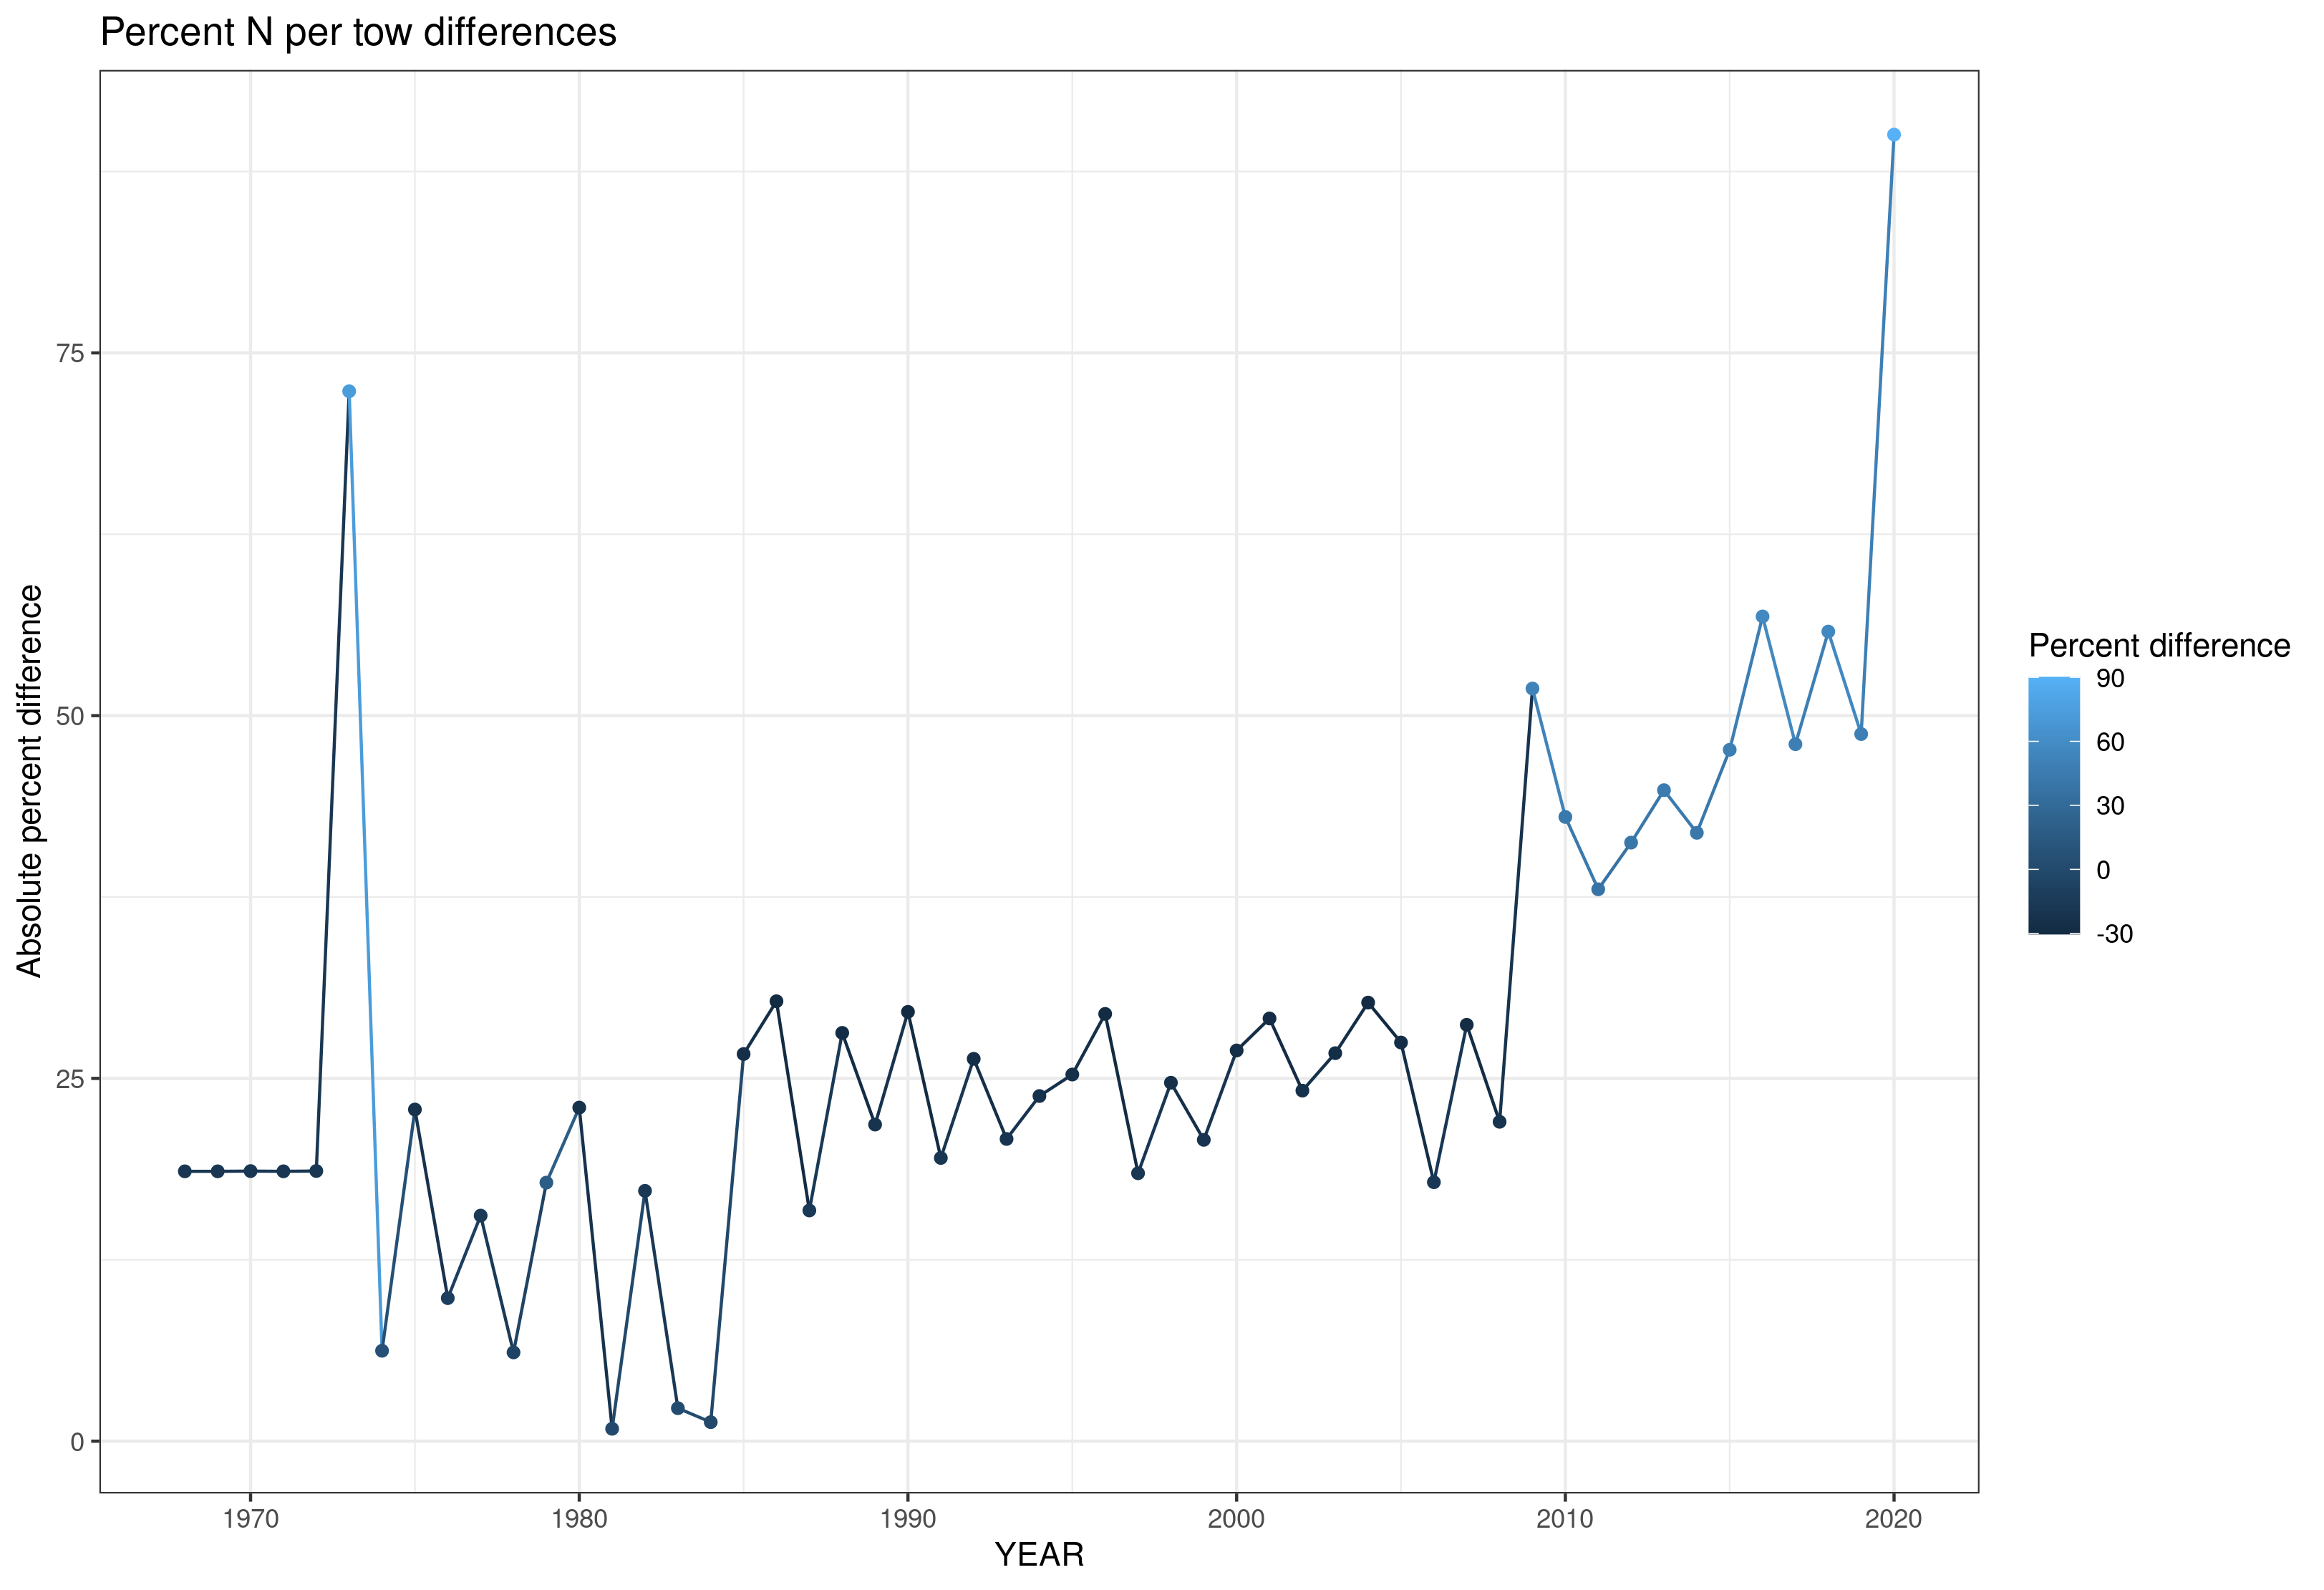 Percent N per tow differences
Absolute percent difference
75
50
25
0
1970 1980 1990 2000 2010 2020
YEAR
Percent difference
90
60
30
0
-30